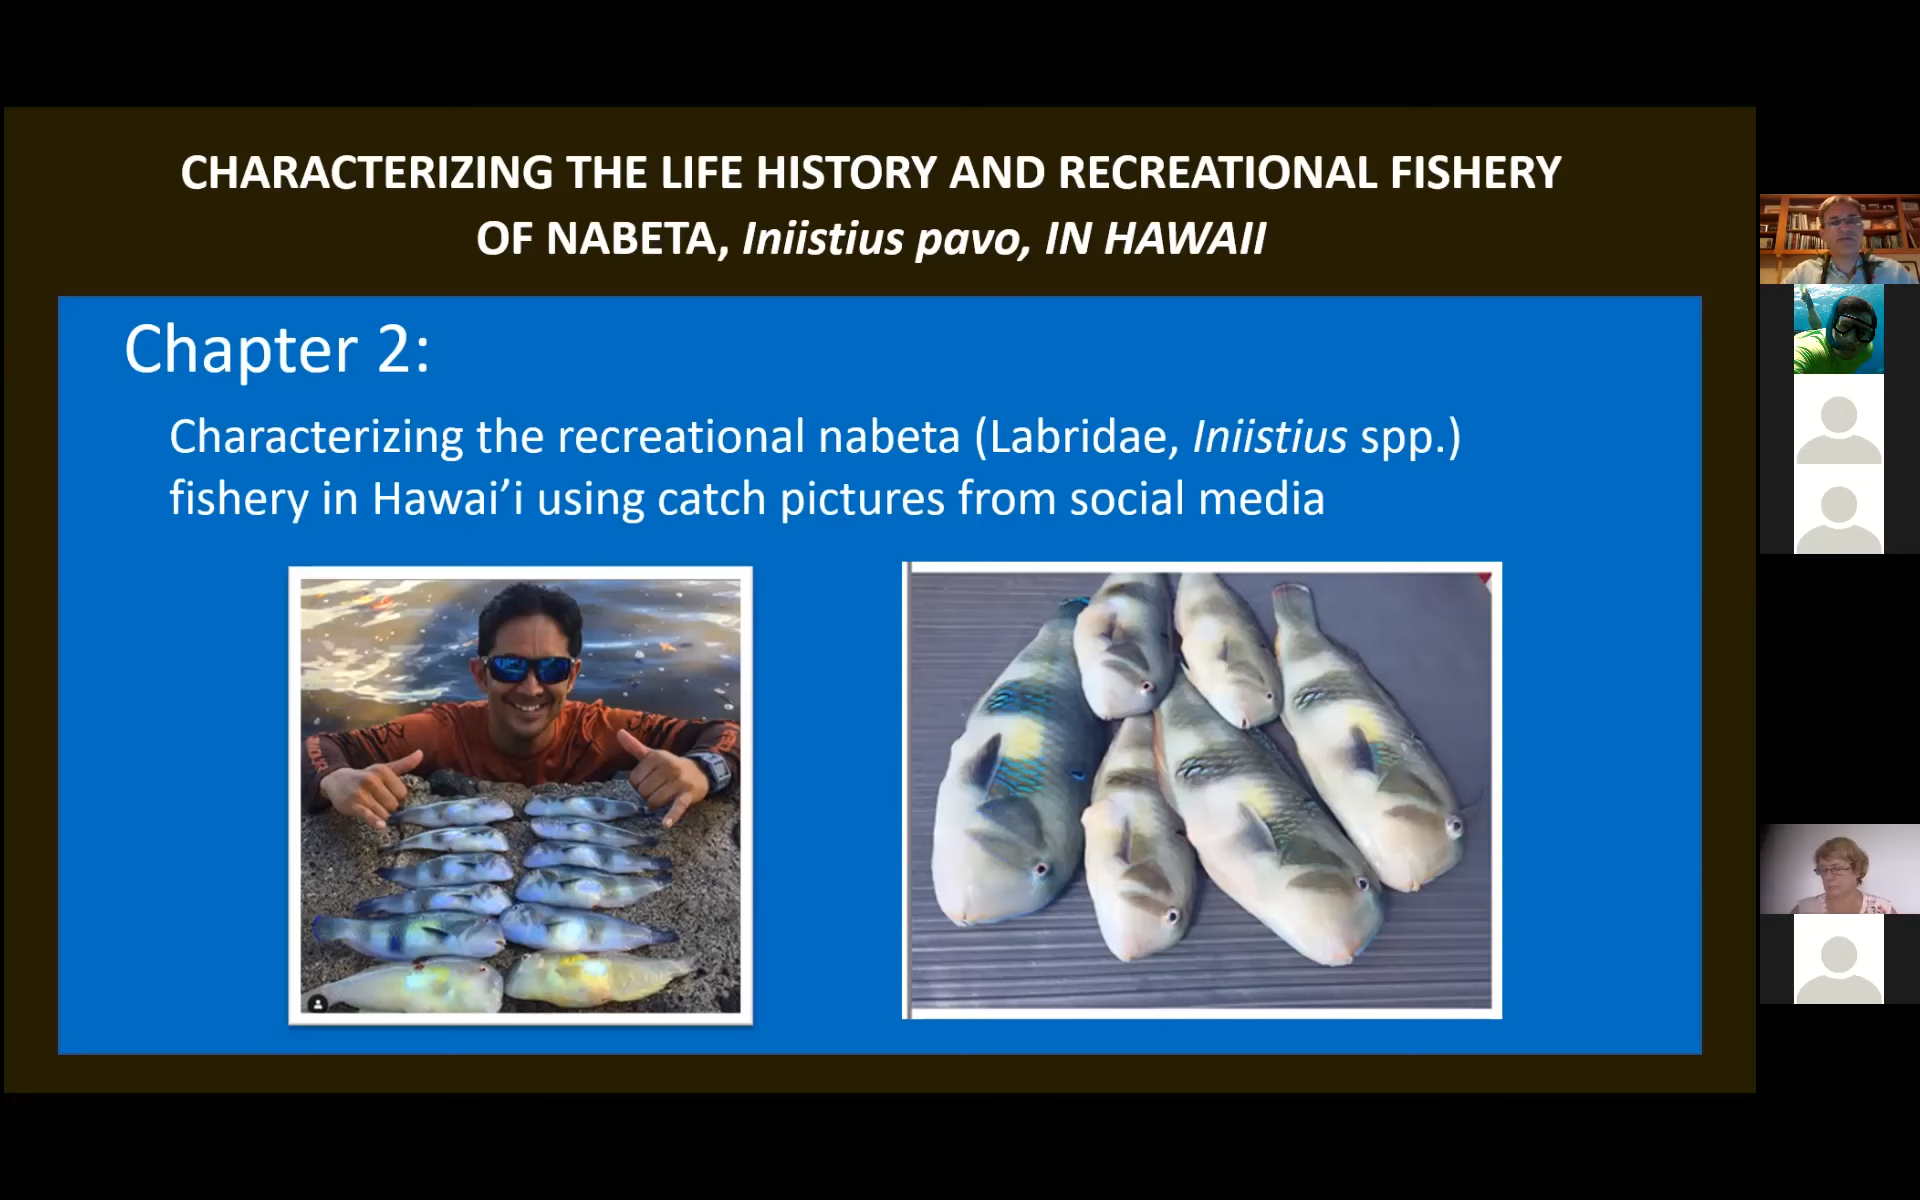 CHARACTERIZING THE LIFE HISTORY AND RECREATIONAL FISHERY
OF NABETA, Iniistius pavo, IN HAWAII
Chapter 2:
Characterizing the recreational nabeta (Labridae, Iniistius spp.)
fishery in Hawai’i using catch pictures from social media